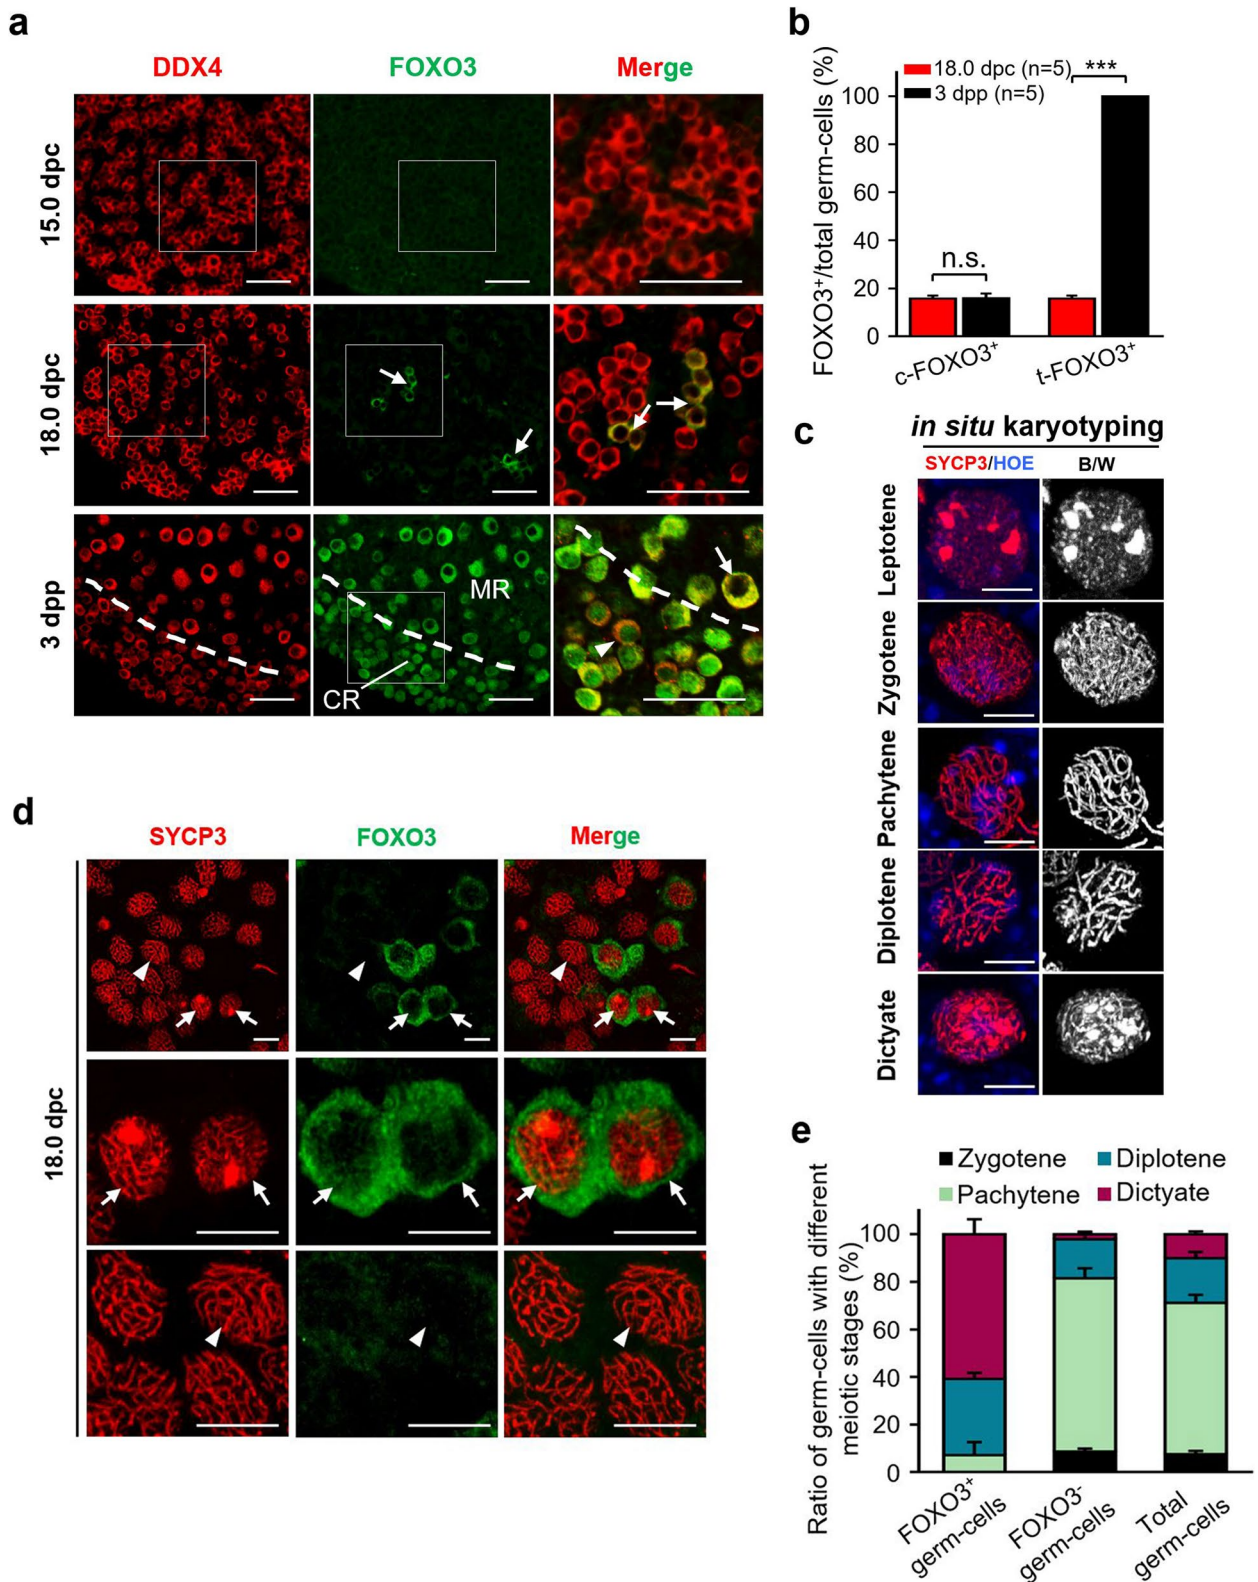 a
DDX4 FOXO3 Merge
15.0 dpc
18.0 dpc
3 dpp
MR
CR
b
FOXO3⁺/total germ-cells (%)
18.0 dpc (n=5)
3 dpp (n=5)
***
n.s.
100
80
60
40
20
0
c-FOXO3⁺ t-FOXO3⁺
c
in situ karyotyping
SYCP3/HOE B/W
Leptotene
Zygotene
Pachytene
Diplotene
Dictyate
d
SYCP3 FOXO3 Merge
18.0 dpc
e
Zygotene Diplotene
Pachytene Dictyate
Ratio of germ-cells with different
meiotic stages (%)
100
80
60
40
20
0
FOXO3⁺
germ-cells
FOXO3⁻
germ-cells
Total
germ-cells